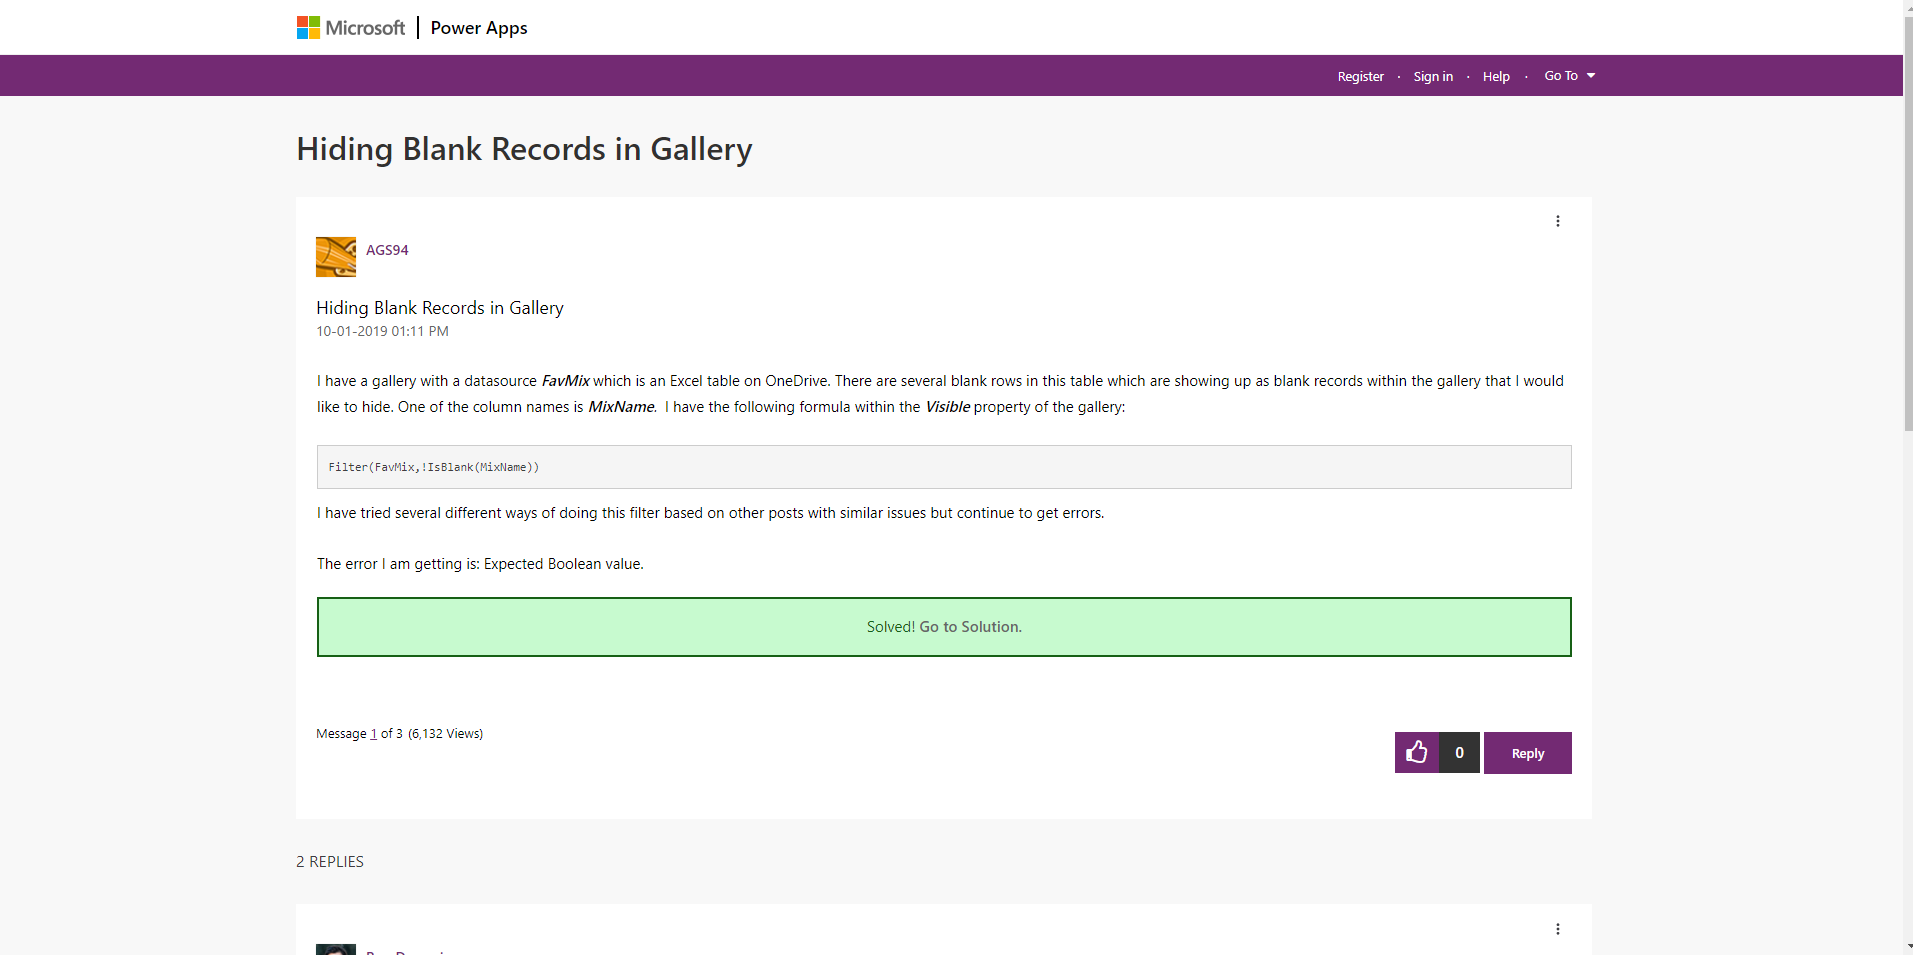 Microsoft | Power Apps
Register · Sign in · Help · Go To
Hiding Blank Records in Gallery
AGS94
Hiding Blank Records in Gallery
10-01-2019 01:11 PM
I have a gallery with a datasource FavMix which is an Excel table on OneDrive. There are several blank rows in this table which are showing up as blank records within the gallery that I would
like to hide. One of the column names is MixName.  I have the following formula within the Visible property of the gallery:
Filter(FavMix,!IsBlank(MixName))
I have tried several different ways of doing this filter based on other posts with similar issues but continue to get errors.
The error I am getting is: Expected Boolean value.
Solved! Go to Solution.
Message 1 of 3 (6,132 Views)
0
Reply
2 REPLIES